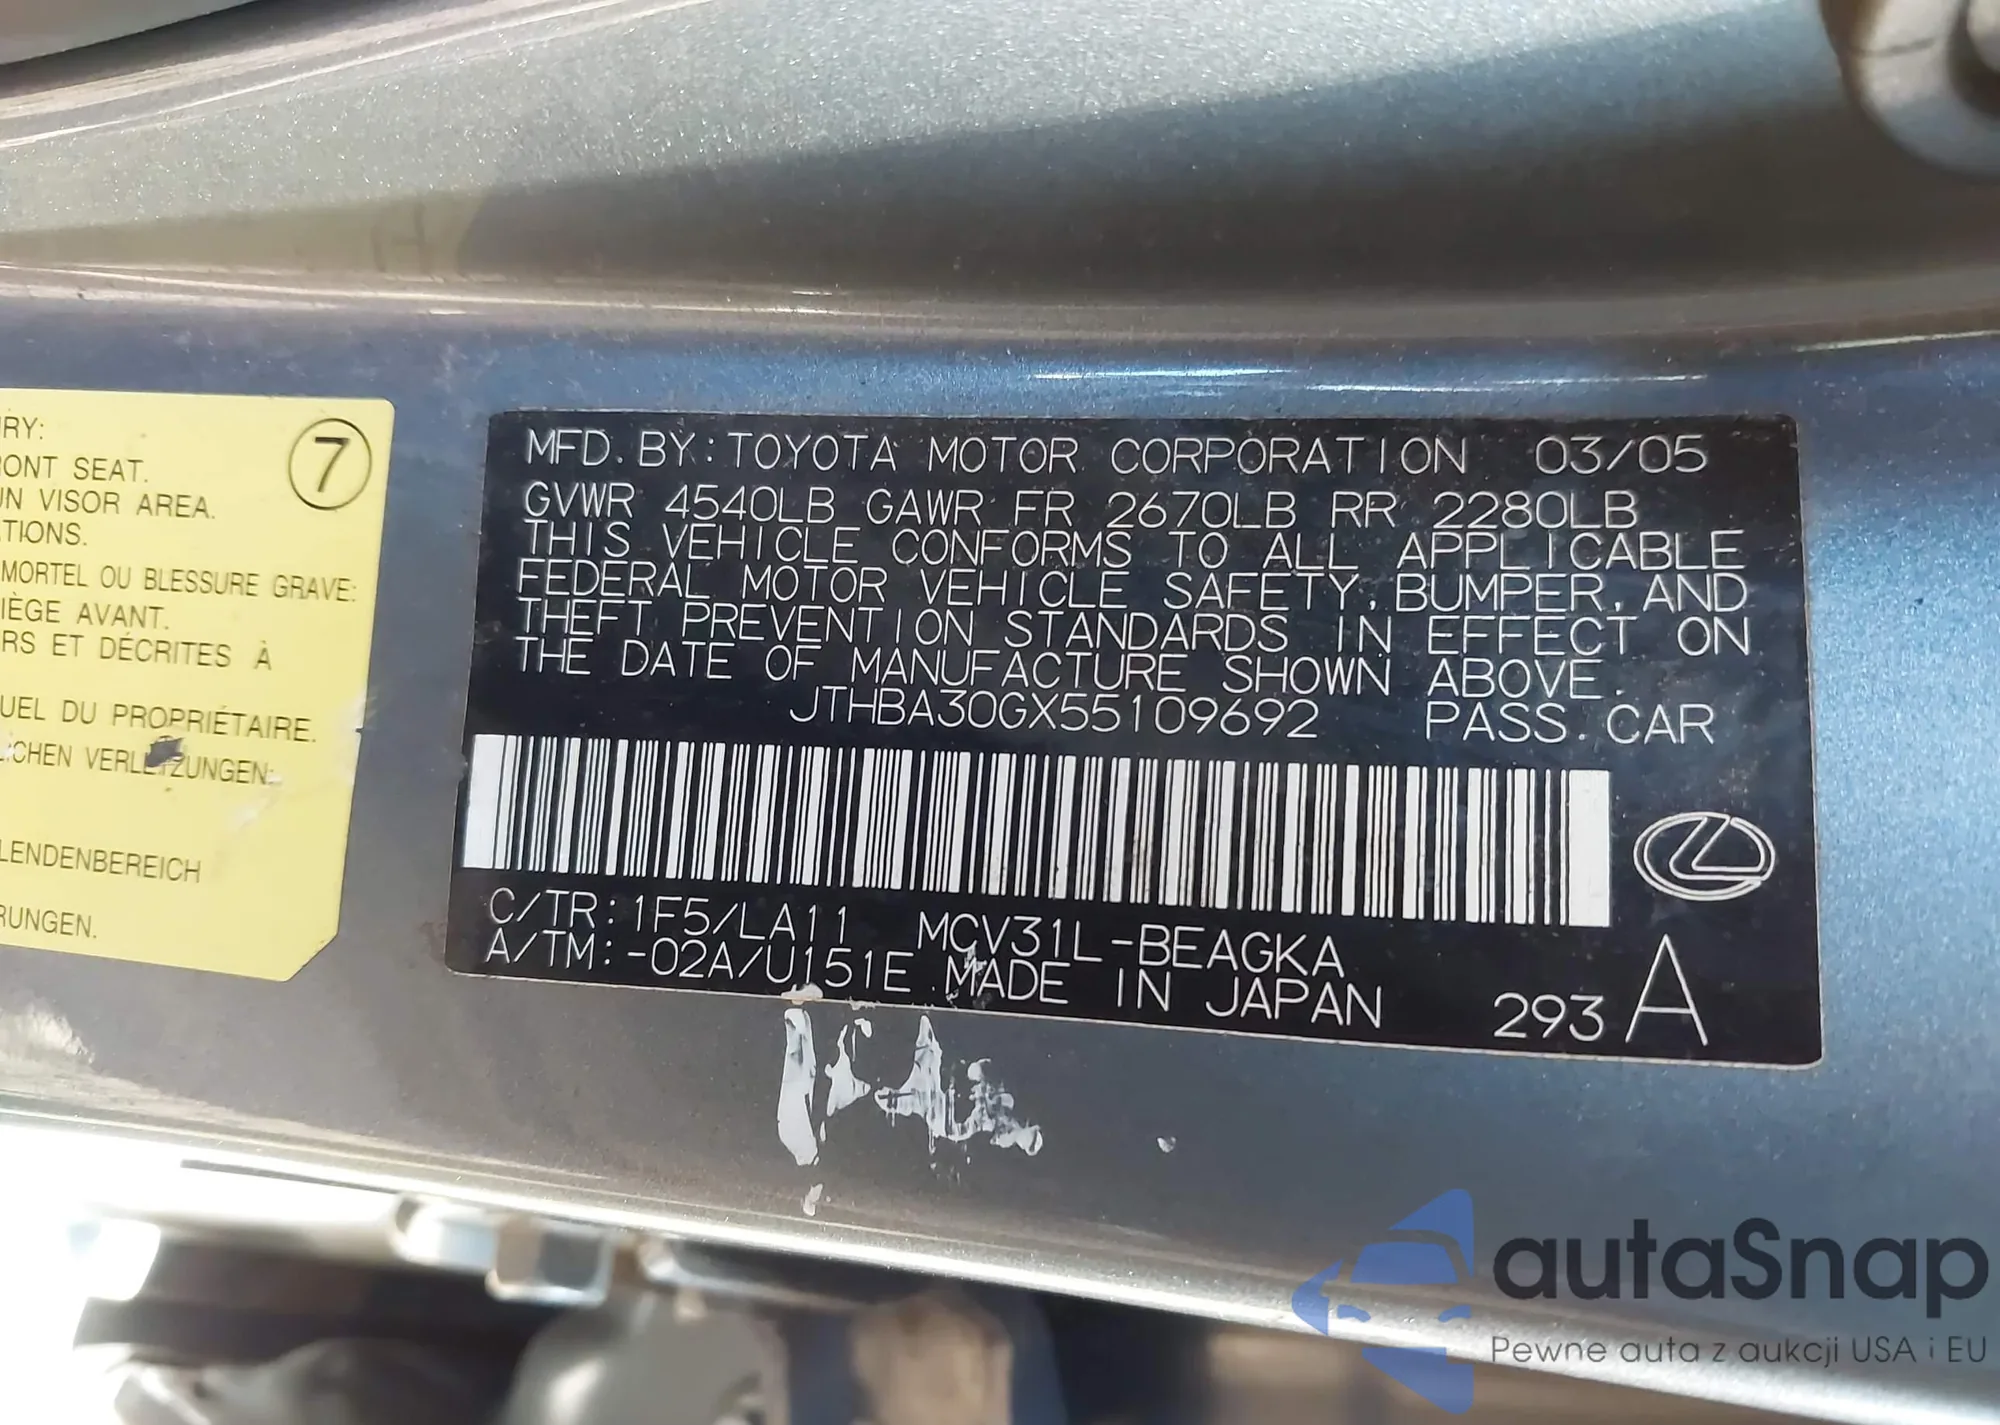 RY:
RONT SEAT.
UN VISOR AREA.
TIONS.
MORTEL OU BLESSURE GRAVE:
IÈGE AVANT.
RS ET DÉCRITES À
UEL DU PROPRIÉTAIRE.
LICHEN VERLETZUNGEN:
LENDENBEREICH
RUNGEN.
7
MFD. BY: TOYOTA MOTOR CORPORATION 03/05
GVWR 4540LB GAWR FR 2670LB RR 2280LB
THIS VEHICLE CONFORMS TO ALL APPLICABLE
FEDERAL MOTOR VEHICLE SAFETY, BUMPER, AND
THEFT PREVENTION STANDARDS IN EFFECT ON
THE DATE OF MANUFACTURE SHOWN ABOVE.
JTHBA30GX55109692 PASS. CAR
C/TR: 1F5/LA11 MCV31L-BEAGKA
A/TM: -02A/U151E MADE IN JAPAN 293 A
autaSnap
Pewne auta z aukcji USA i EU